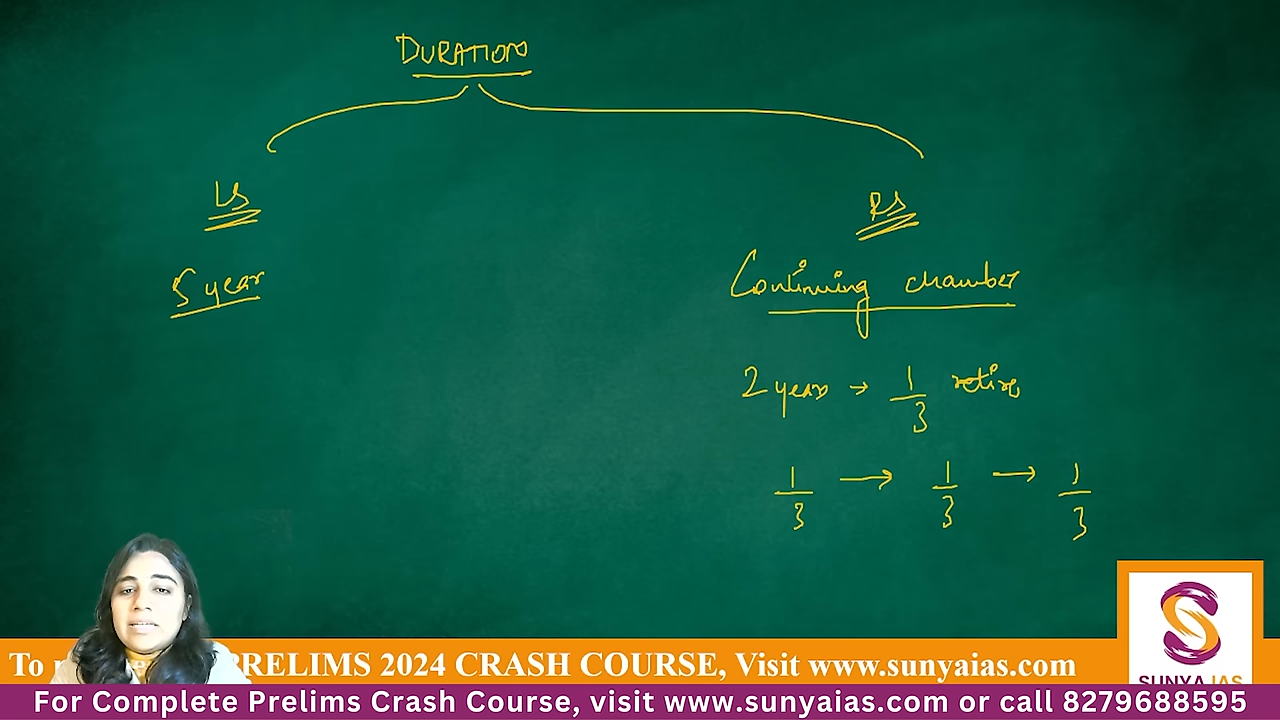 DURATION
LS
RS
5 year
Continuing chamber
2 years → 1/3 retire
1/3 → 1/3 → 1/3
To PRELIMS 2024 CRASH COURSE, Visit www.sunyaias.com
SUNYA IAS
For Complete Prelims Crash Course, visit www.sunyaias.com or call 8279688595